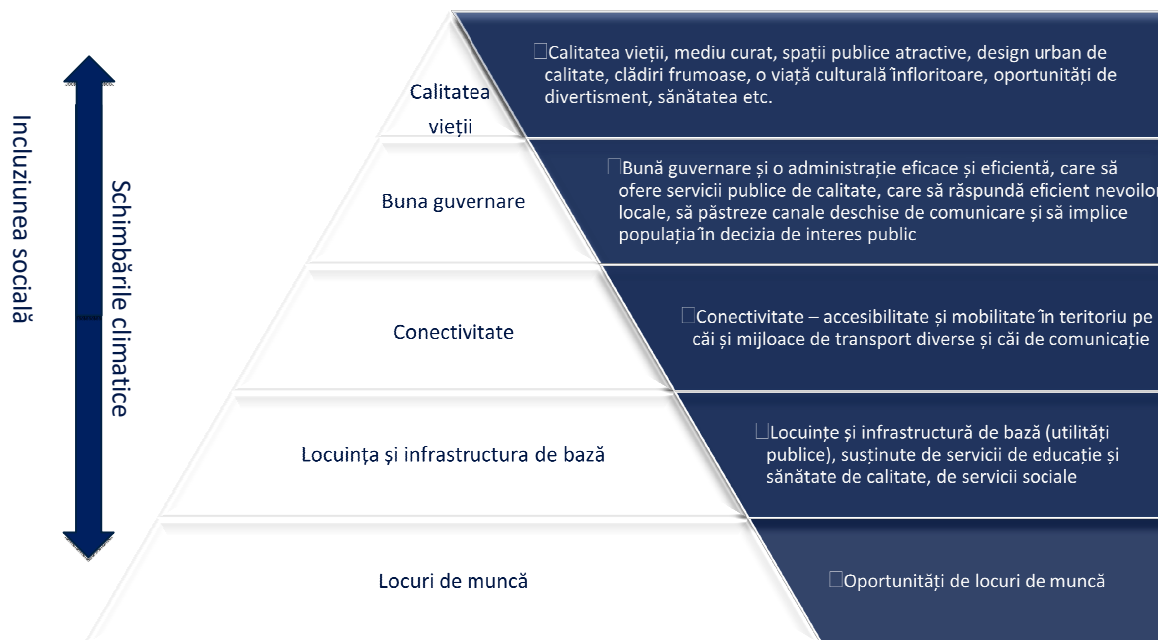 Incluziunea socială
Schimbările climatice
Calitatea
vieții
Calitatea vieții, mediu curat, spații publice atractive, design urban de
calitate, clădiri frumoase, o viață culturală înfloritoare, oportunități de
divertisment, sănătatea etc.
Buna guvernare
Bună guvernare și o administrație eficace și eficientă, care să
ofere servicii publice de calitate, care să răspundă eficient nevoilor
locale, să păstreze canale deschise de comunicare și să implice
populația în decizia de interes public
Conectivitate
Conectivitate – accesibilitate și mobilitate în teritoriu pe
căi și mijloace de transport diverse și căi de comunicație
Locuința și infrastructura de bază
Locuințe și infrastructură de bază (utilități
publice), susținute de servicii de educație și
sănătate de calitate, de servicii sociale
Locuri de muncă
Oportunități de locuri de muncă